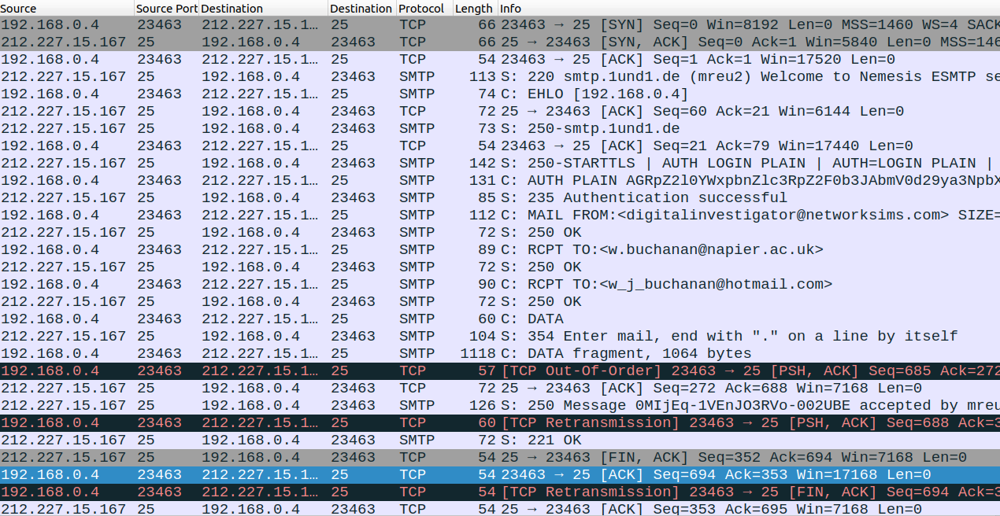 Source Source Port Destination Destination Protocol Length Info
192.168.0.4 23463 212.227.15.1… 25 TCP 66 23463 → 25 [SYN] Seq=0 Win=8192 Len=0 MSS=1460 WS=4 SACK
212.227.15.167 25 192.168.0.4 23463 TCP 66 25 → 23463 [SYN, ACK] Seq=0 Ack=1 Win=5840 Len=0 MSS=146
192.168.0.4 23463 212.227.15.1… 25 TCP 54 23463 → 25 [ACK] Seq=1 Ack=1 Win=17520 Len=0
212.227.15.167 25 192.168.0.4 23463 SMTP 113 S: 220 smtp.1und1.de (mreu2) Welcome to Nemesis ESMTP se
192.168.0.4 23463 212.227.15.1… 25 SMTP 74 C: EHLO [192.168.0.4]
212.227.15.167 25 192.168.0.4 23463 TCP 72 25 → 23463 [ACK] Seq=60 Ack=21 Win=6144 Len=0
212.227.15.167 25 192.168.0.4 23463 SMTP 73 S: 250-smtp.1und1.de
192.168.0.4 23463 212.227.15.1… 25 TCP 54 23463 → 25 [ACK] Seq=21 Ack=79 Win=17440 Len=0
212.227.15.167 25 192.168.0.4 23463 SMTP 142 S: 250-STARTTLS | AUTH LOGIN PLAIN | AUTH=LOGIN PLAIN |
192.168.0.4 23463 212.227.15.1… 25 SMTP 131 C: AUTH PLAIN AGRpZ2l0YWxpbnZlc3RpZ2F0b3JAbmV0d29ya3NpbX
212.227.15.167 25 192.168.0.4 23463 SMTP 85 S: 235 Authentication successful
192.168.0.4 23463 212.227.15.1… 25 SMTP 112 C: MAIL FROM:<digitalinvestigator@networksims.com> SIZE=
212.227.15.167 25 192.168.0.4 23463 SMTP 72 S: 250 OK
192.168.0.4 23463 212.227.15.1… 25 SMTP 89 C: RCPT TO:<w.buchanan@napier.ac.uk>
212.227.15.167 25 192.168.0.4 23463 SMTP 72 S: 250 OK
192.168.0.4 23463 212.227.15.1… 25 SMTP 90 C: RCPT TO:<w_j_buchanan@hotmail.com>
212.227.15.167 25 192.168.0.4 23463 SMTP 72 S: 250 OK
192.168.0.4 23463 212.227.15.1… 25 SMTP 60 C: DATA
212.227.15.167 25 192.168.0.4 23463 SMTP 104 S: 354 Enter mail, end with "." on a line by itself
192.168.0.4 23463 212.227.15.1… 25 SMTP 1118 C: DATA fragment, 1064 bytes
192.168.0.4 23463 212.227.15.1… 25 TCP 57 [TCP Out-Of-Order] 23463 → 25 [PSH, ACK] Seq=685 Ack=272
212.227.15.167 25 192.168.0.4 23463 TCP 72 25 → 23463 [ACK] Seq=272 Ack=688 Win=7168 Len=0
212.227.15.167 25 192.168.0.4 23463 SMTP 126 S: 250 Message 0MIjEq-1VEnJO3RVo-002UBE accepted by mreu
192.168.0.4 23463 212.227.15.1… 25 TCP 60 [TCP Retransmission] 23463 → 25 [PSH, ACK] Seq=688 Ack=3
212.227.15.167 25 192.168.0.4 23463 SMTP 72 S: 221 OK
212.227.15.167 25 192.168.0.4 23463 TCP 54 25 → 23463 [FIN, ACK] Seq=352 Ack=694 Win=7168 Len=0
192.168.0.4 23463 212.227.15.1… 25 TCP 54 23463 → 25 [ACK] Seq=694 Ack=353 Win=17168 Len=0
192.168.0.4 23463 212.227.15.1… 25 TCP 54 [TCP Retransmission] 23463 → 25 [FIN, ACK] Seq=694 Ack=3
212.227.15.167 25 192.168.0.4 23463 TCP 54 25 → 23463 [ACK] Seq=353 Ack=695 Win=7168 Len=0